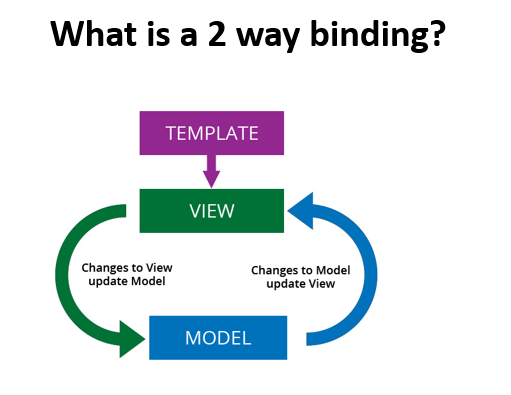 What is a 2 way binding?
TEMPLATE
VIEW
Changes to View
update Model
Changes to Model
update View
MODEL